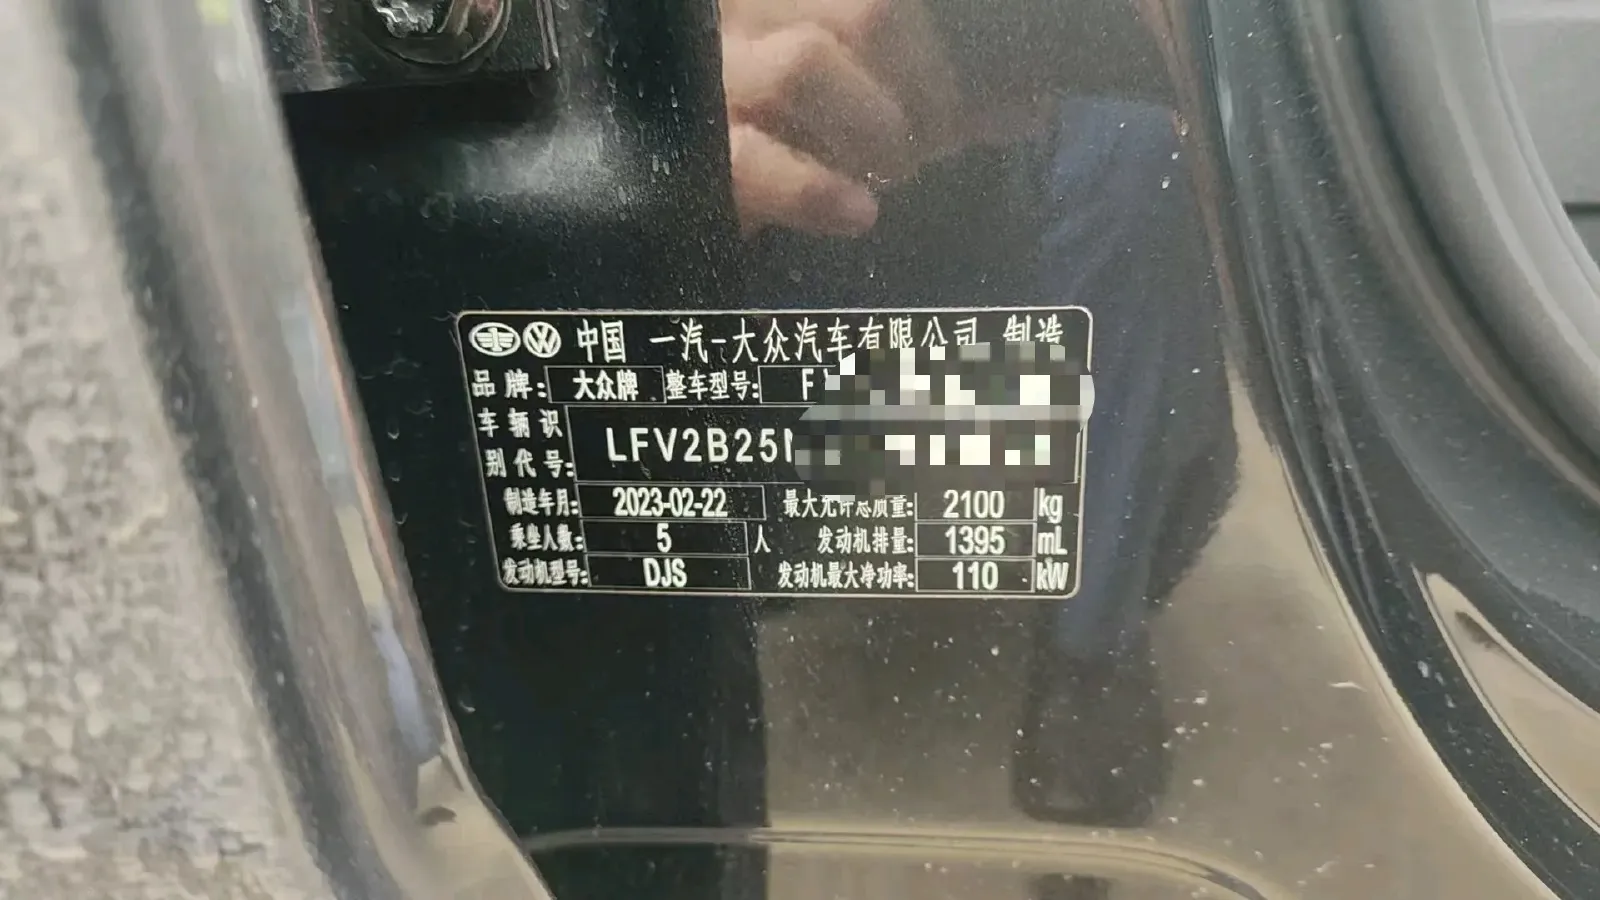 中国 一汽-大众汽车有限公司 制造
品牌: 大众牌 整车型号: F
车辆识别代号: LFV2B25
制造年月: 2023-02-22 最大允许总质量: 2100 kg
乘坐人数: 5 人 发动机排量: 1395 mL
发动机型号: DJS 发动机最大净功率: 110 kW